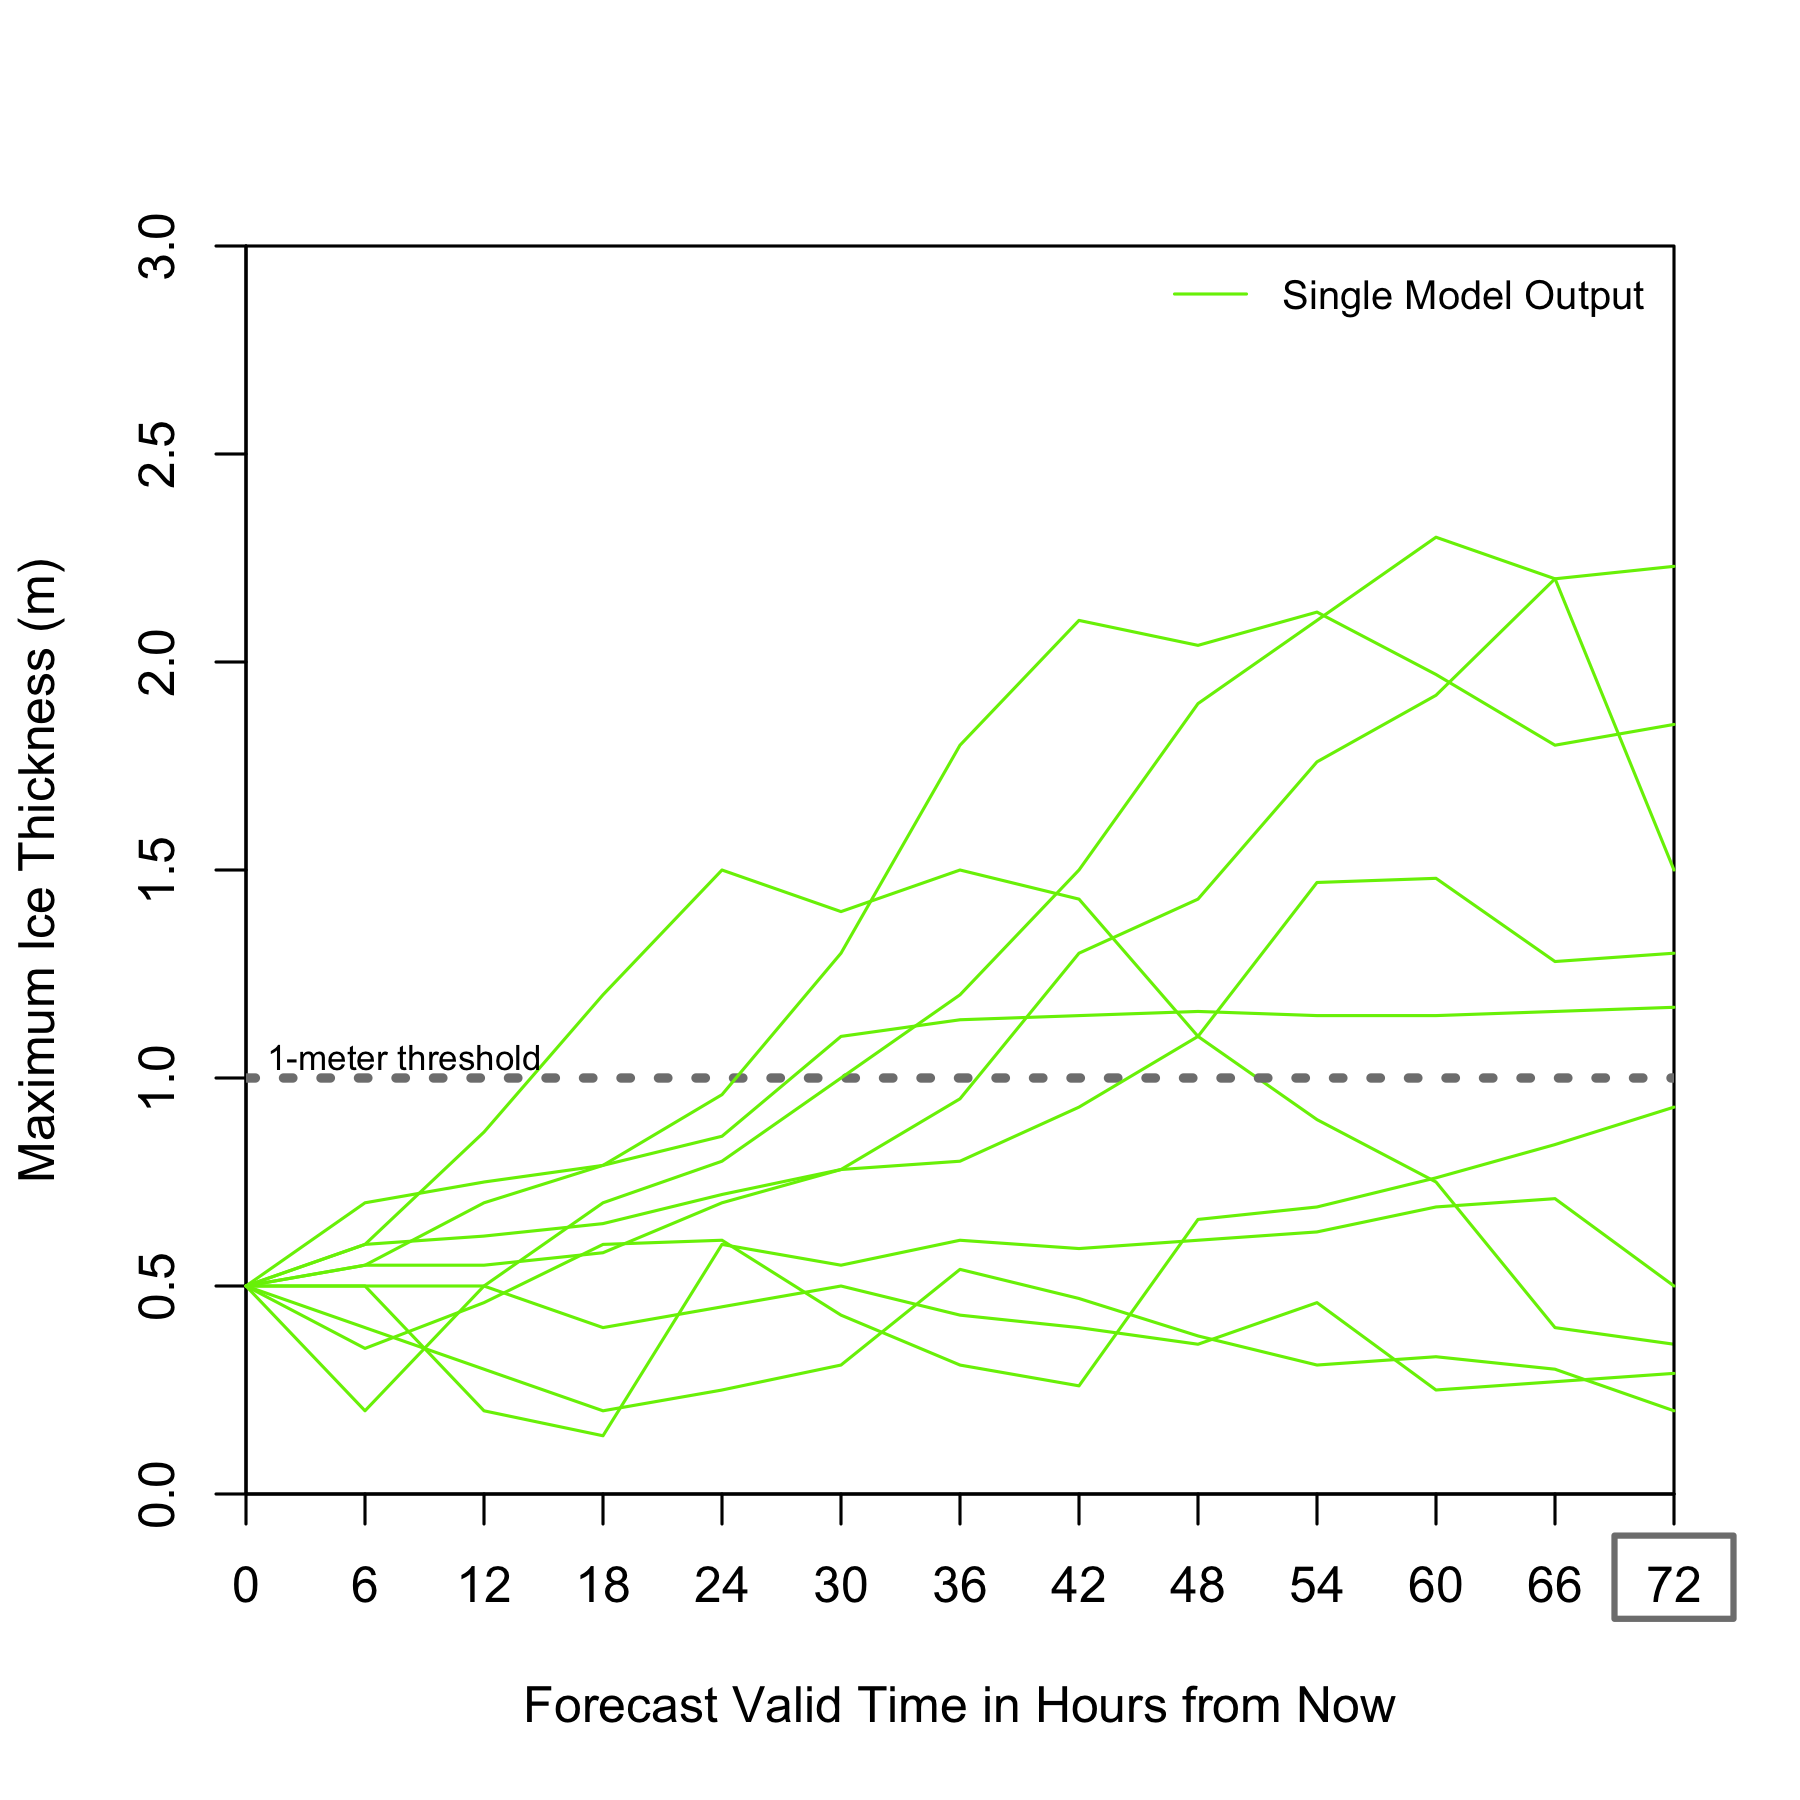 3.0
2.5
2.0
1.5
1.0
0.5
0.0
Maximum Ice Thickness (m)
Single Model Output
1-meter threshold
0 6 12 18 24 30 36 42 48 54 60 66 72
Forecast Valid Time in Hours from Now